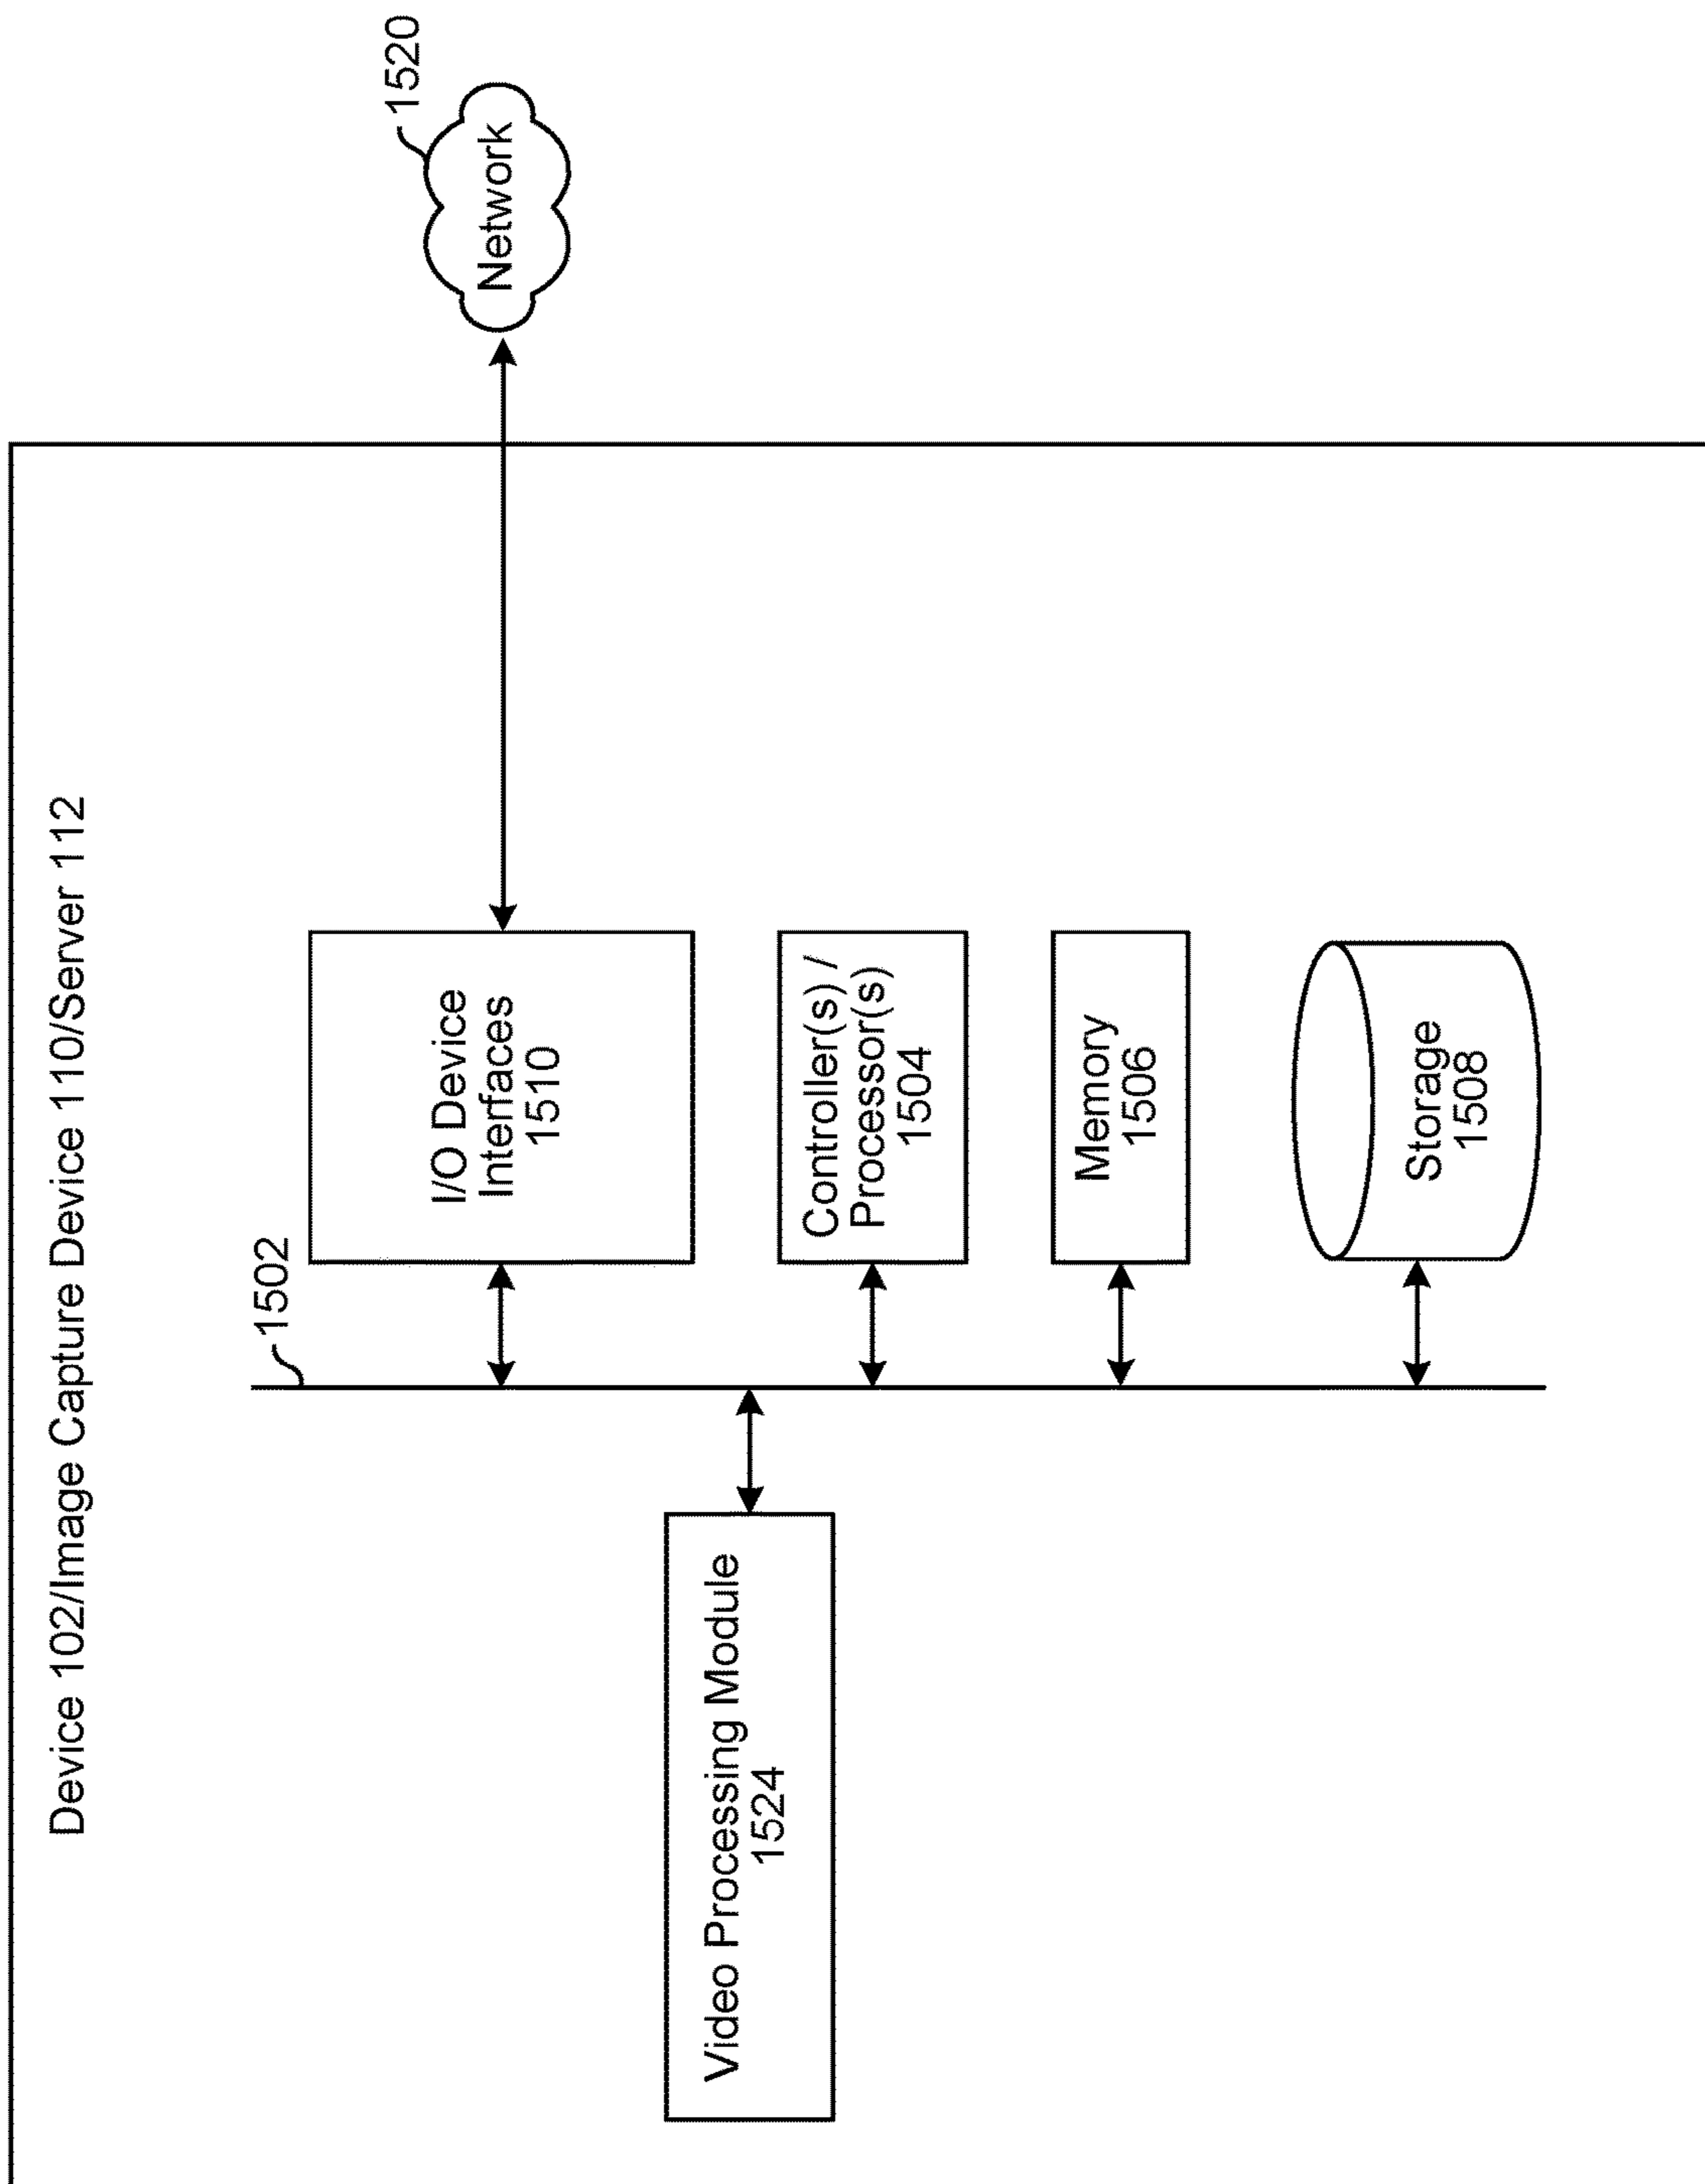 Device 102/Image Capture Device 110/Server 112
1502
I/O Device
Interfaces
1510
Network
1520
Video Processing Module
1524
Controller(s) /
Processor(s)
1504
Memory
1506
Storage
1508